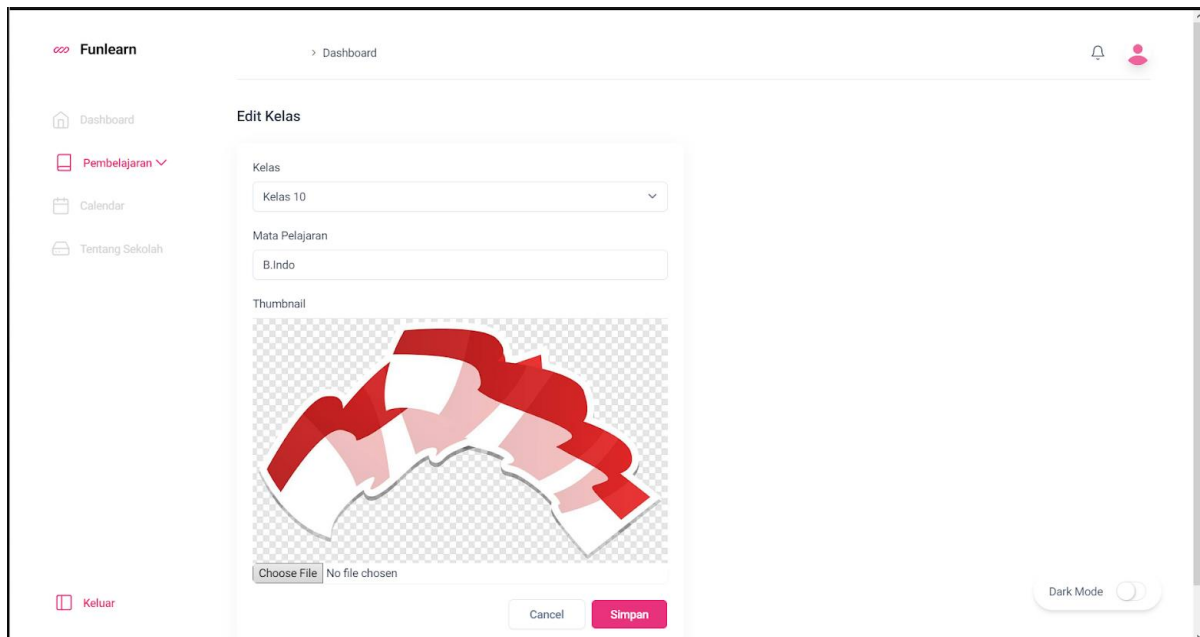 Funlearn
> Dashboard
Dashboard
Pembelajaran
Calendar
Tentang Sekolah
Edit Kelas
Kelas
Kelas 10
Mata Pelajaran
B.Indo
Thumbnail
Choose File No file chosen
Cancel Simpan
Keluar
Dark Mode